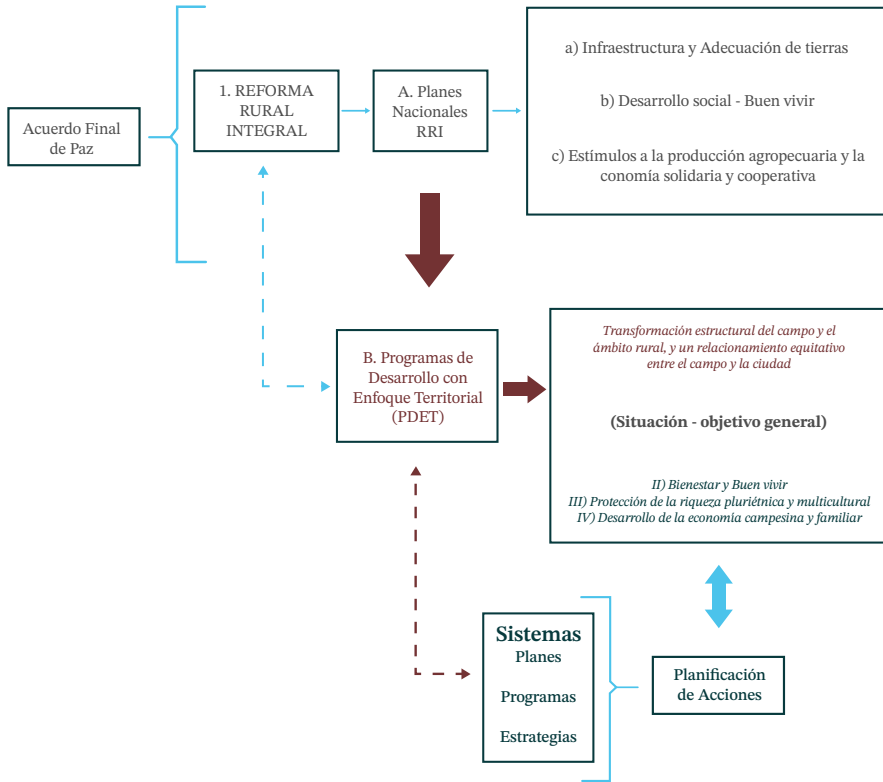 Acuerdo Final
de Paz
1. REFORMA
RURAL
INTEGRAL
A. Planes
Nacionales
RRI
a) Infraestructura y Adecuación de tierras
b) Desarrollo social - Buen vivir
c) Estímulos a la producción agropecuaria y la
conomía solidaria y cooperativa
B. Programas de
Desarrollo con
Enfoque Territorial
(PDET)
Transformación estructural del campo y el
ámbito rural, y un relacionamiento equitativo
entre el campo y la ciudad
(Situación - objetivo general)
II) Bienestar y Buen vivir
III) Protección de la riqueza pluriétnica y multicultural
IV) Desarrollo de la economía campesina y familiar
Sistemas
Planes
Programas
Estrategias
Planificación
de Acciones